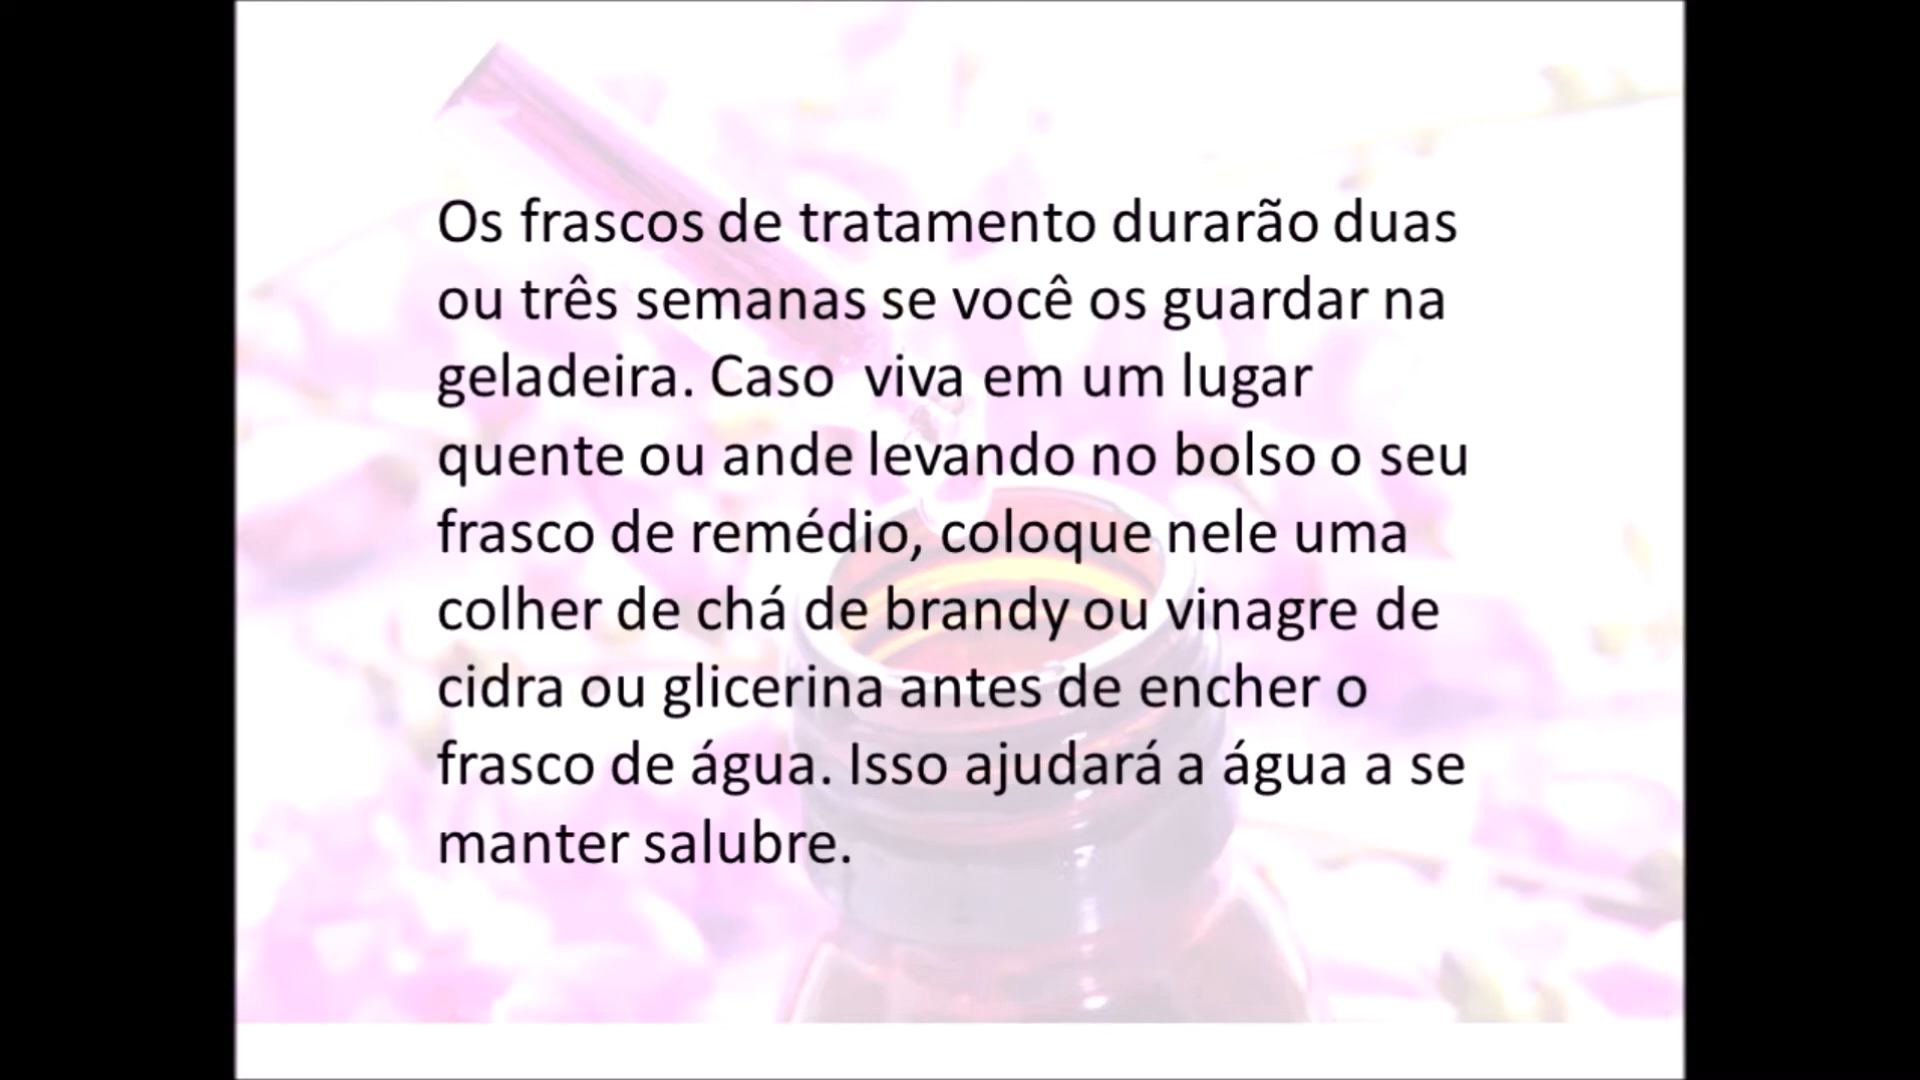 Os frascos de tratamento durarão duas
ou três semanas se você os guardar na
geladeira. Caso  viva em um lugar
quente ou ande levando no bolso o seu
frasco de remédio, coloque nele uma
colher de chá de brandy ou vinagre de
cidra ou glicerina antes de encher o
frasco de água. Isso ajudará a água a se
manter salubre.